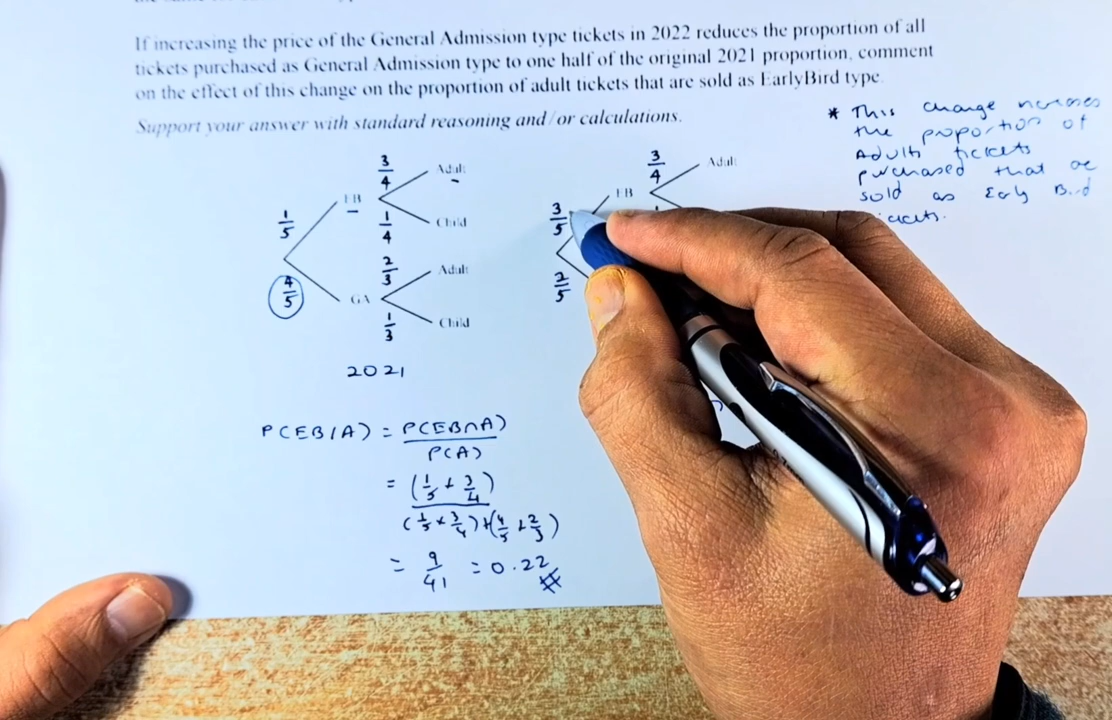 If increasing the price of the General Admission type tickets in 2022 reduces the proportion of all
tickets purchased as General Admission type to one half of the original 2021 proportion, comment
on the effect of this change on the proportion of adult tickets that are sold as EarlyBird type.
Support your answer with standard reasoning and/or calculations.
* This change increases
the proportion of
Adults tickets
purchased that are
sold as Early Bird
3/4 Adult
1/5 EB
1/4 Child
4/5 GA
2/3 Adult
1/3 Child
2021
3/4 Adult
3/5 EB
2/5
P(EB/A) = P(EB∩A)
P(A)
= (1/5 + 3/4)
(1/5 × 3/4) + (4/5 × 2/3)
= 9/41 = 0.22